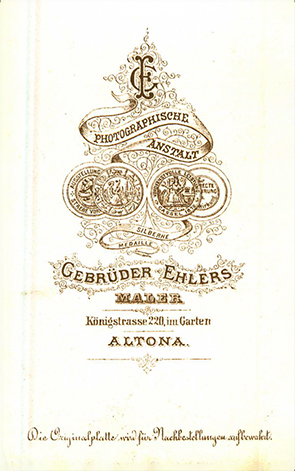 PHOTOGRAPHISCHE
ANSTALT
SILBERNE
MEDAILLE
GEBRÜDER EHLERS
MALER
Königstrasse 220, im Garten
ALTONA.
Die Originalplatte wird für Nachbestellungen aufbewahrt.